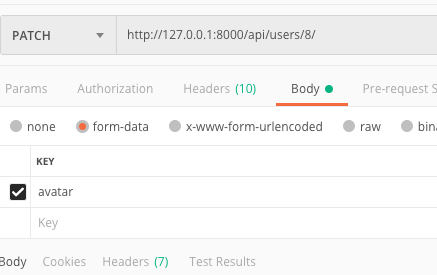 PATCH http://127.0.0.1:8000/api/users/8/
Params Authorization Headers (10) Body Pre-request S
none form-data x-www-form-urlencoded raw bina
KEY
avatar
Key
Body Cookies Headers (7) Test Results